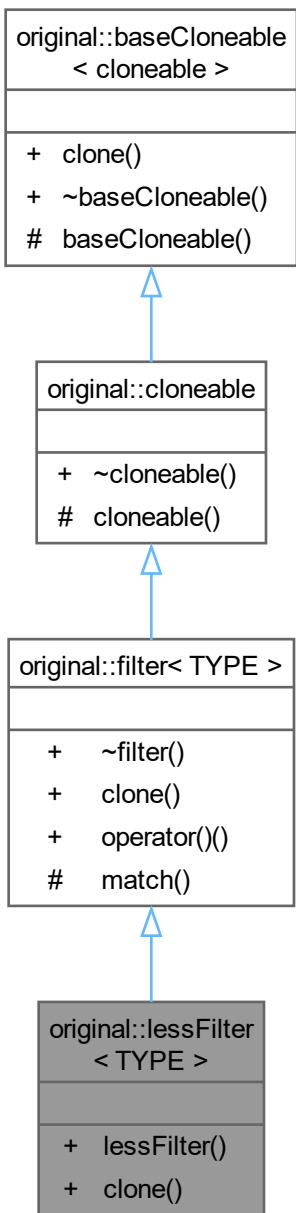 original::baseCloneable
< cloneable >
+ clone()
+ ~baseCloneable()
# baseCloneable()
original::cloneable
+ ~cloneable()
# cloneable()
original::filter< TYPE >
+ ~filter()
+ clone()
+ operator()()
# match()
original::lessFilter
< TYPE >
+ lessFilter()
+ clone()